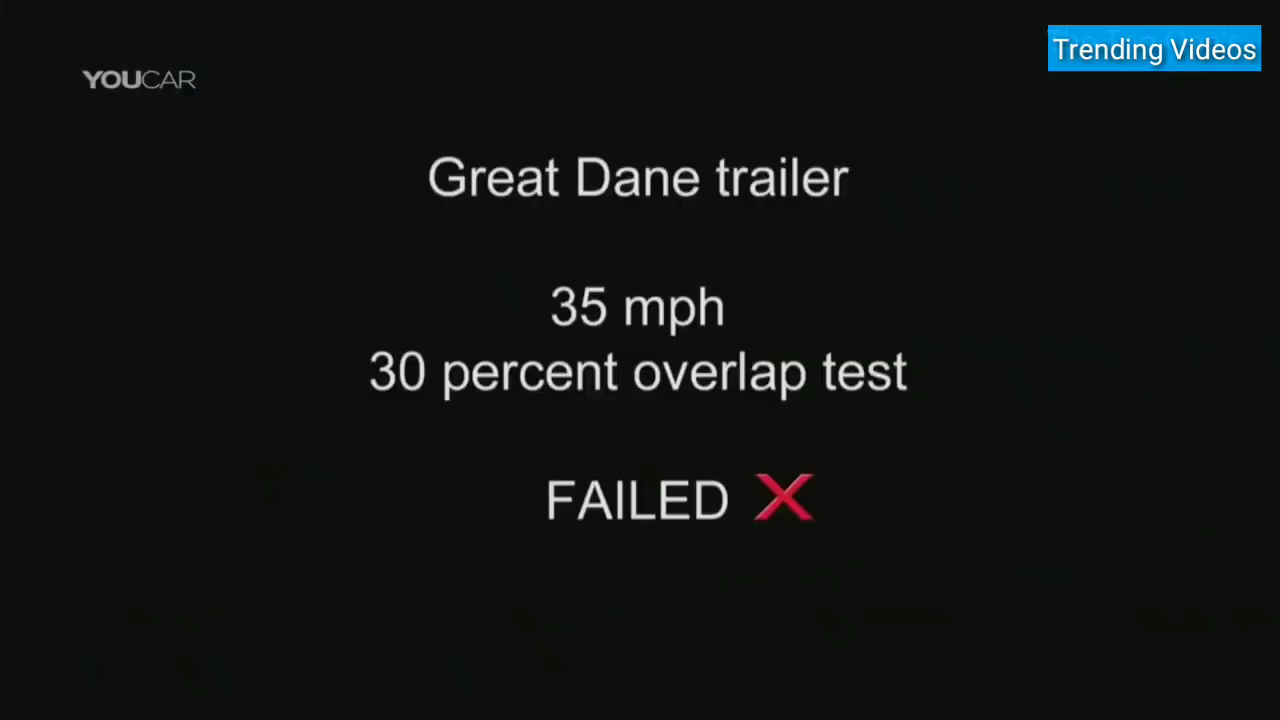 Trending Videos
YOUCAR
Great Dane trailer
35 mph
30 percent overlap test
FAILED